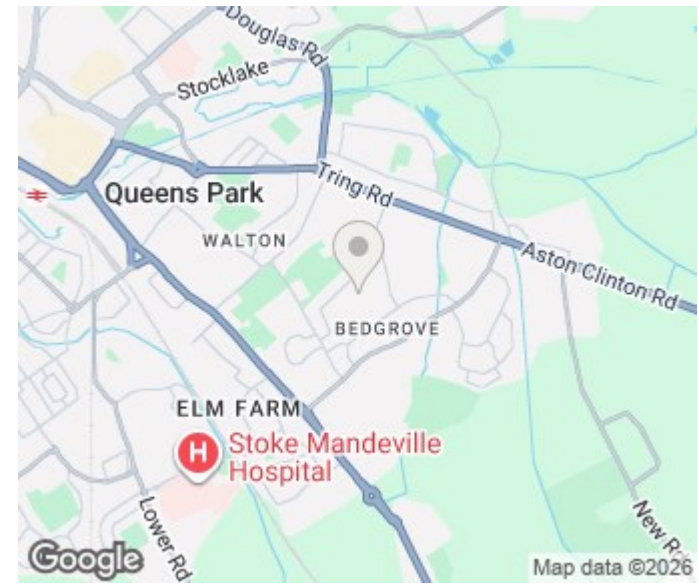 Douglas Rd
Stocklake
Tring Rd
Queens Park
WALTON
Aston Clinton Rd
BEDGROVE
ELM FARM
H
Stoke Mandeville
Hospital
Lower Rd
New Rd
Google
Map data ©2026